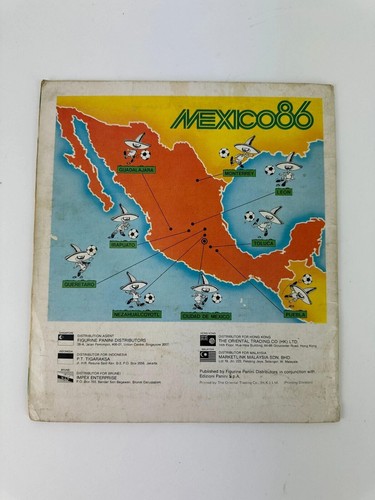 MEXICO86
GUADALAJARA
MONTERREY
LEON
IRAPUATO
TOLUCA
QUERETARO
NEZAHUALCOYOTL
CIUDAD DE MEXICO
PUEBLA
DISTRIBUTION AGENT
FIGURINE PANINI DISTRIBUTORS
DISTRIBUTOR FOR INDONESIA
P.T. TIGARAKSA
DISTRIBUTOR FOR BRUNEI
IMPEX ENTERPRISE
DISTRIBUTOR FOR HONG KONG
THE ORIENTAL TRADING CO (HK) LTD.
DISTRIBUTOR FOR MALAYSIA
MARKETLINK MALAYSIA SDN. BHD.
Published by Figurine Panini Distributors in conjunction with
Edizioni Panini S.p.A.